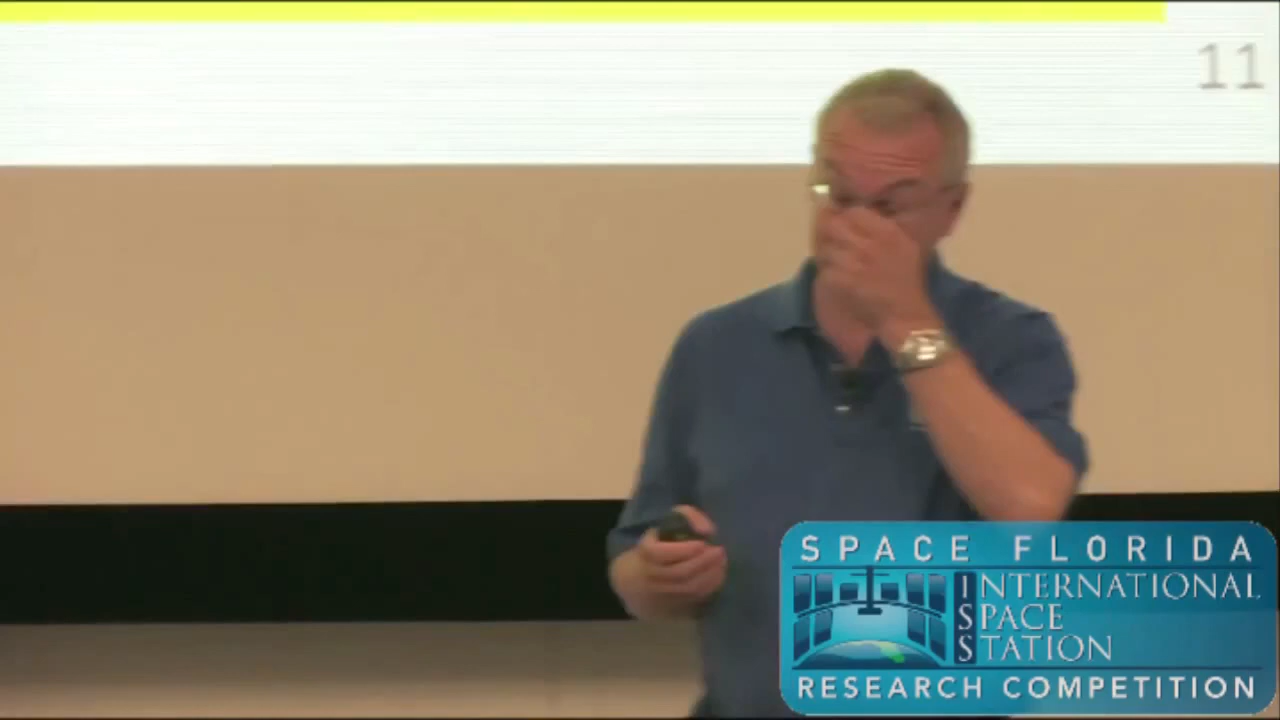 11
SPACE FLORIDA
INTERNATIONAL
SPACE
STATION
RESEARCH COMPETITION